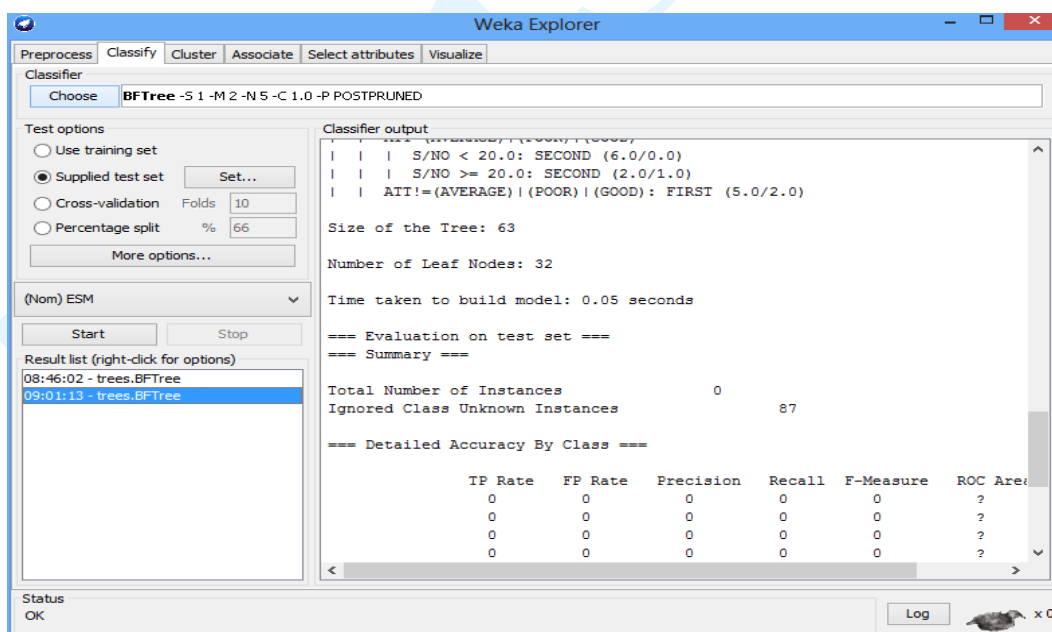 Weka Explorer
Preprocess Classify Cluster Associate Select attributes Visualize
Classifier
Choose BFTree -S 1 -M 2 -N 5 -C 1.0 -P POSTPRUNED
Test options
Use training set
Supplied test set Set...
Cross-validation Folds 10
Percentage split % 66
More options...
(Nom) ESM
Start Stop
Result list (right-click for options)
08:46:02 - trees.BFTree
09:01:13 - trees.BFTree
Classifier output
| | | S/NO < 20.0: SECOND (6.0/0.0)
| | | S/NO >= 20.0: SECOND (2.0/1.0)
| | ATT!=(AVERAGE)|(POOR)|(GOOD): FIRST (5.0/2.0)
Size of the Tree: 63
Number of Leaf Nodes: 32
Time taken to build model: 0.05 seconds
=== Evaluation on test set ===
=== Summary ===
Total Number of Instances 0
Ignored Class Unknown Instances 87
=== Detailed Accuracy By Class ===
TP Rate FP Rate Precision Recall F-Measure ROC Area
0 0 0 0 0 ?
0 0 0 0 0 ?
0 0 0 0 0 ?
0 0 0 0 0 ?
Status
OK
Log
x 0